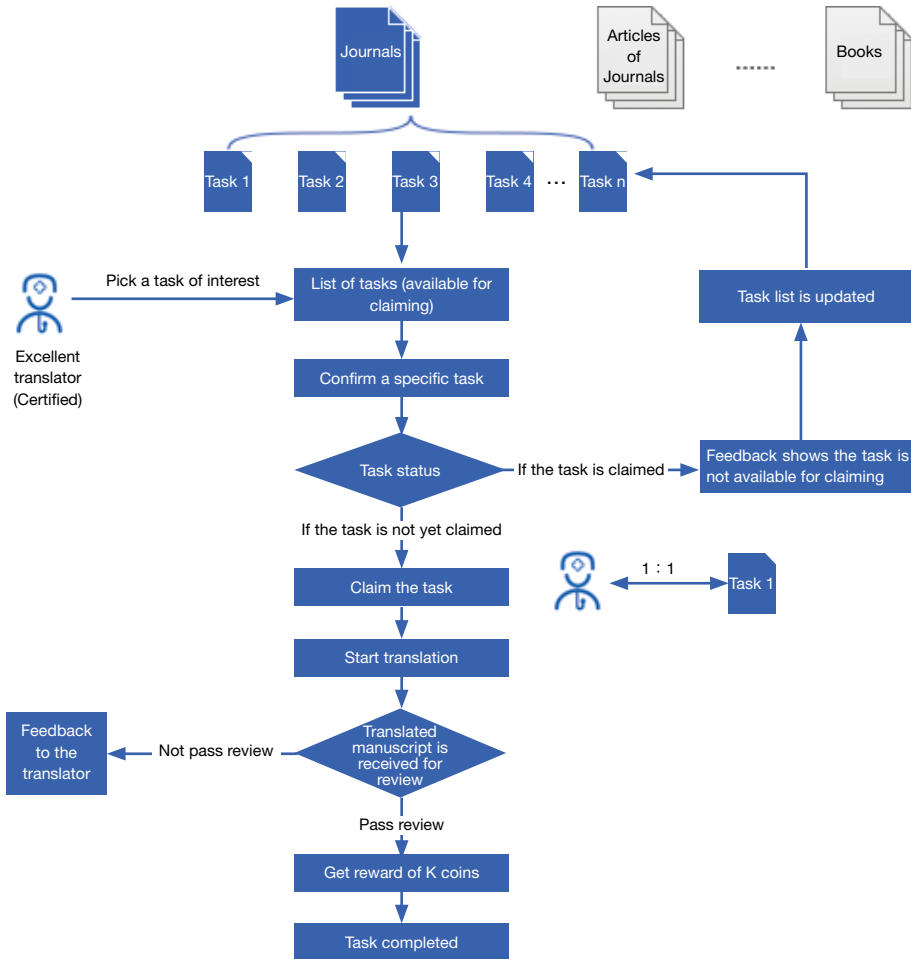 Journals
Articles
of
Journals
......
Books
Task 1
Task 2
Task 3
Task 4
...
Task n
Pick a task of interest
List of tasks (available for
claiming)
Task list is updated
Excellent
translator
(Certified)
Confirm a specific task
Task status
If the task is claimed
Feedback shows the task is
not available for claiming
If the task is not yet claimed
1 : 1
Claim the task
Task 1
Start translation
Feedback
to the
translator
Not pass review
Translated
manuscript is
received for
review
Pass review
Get reward of K coins
Task completed